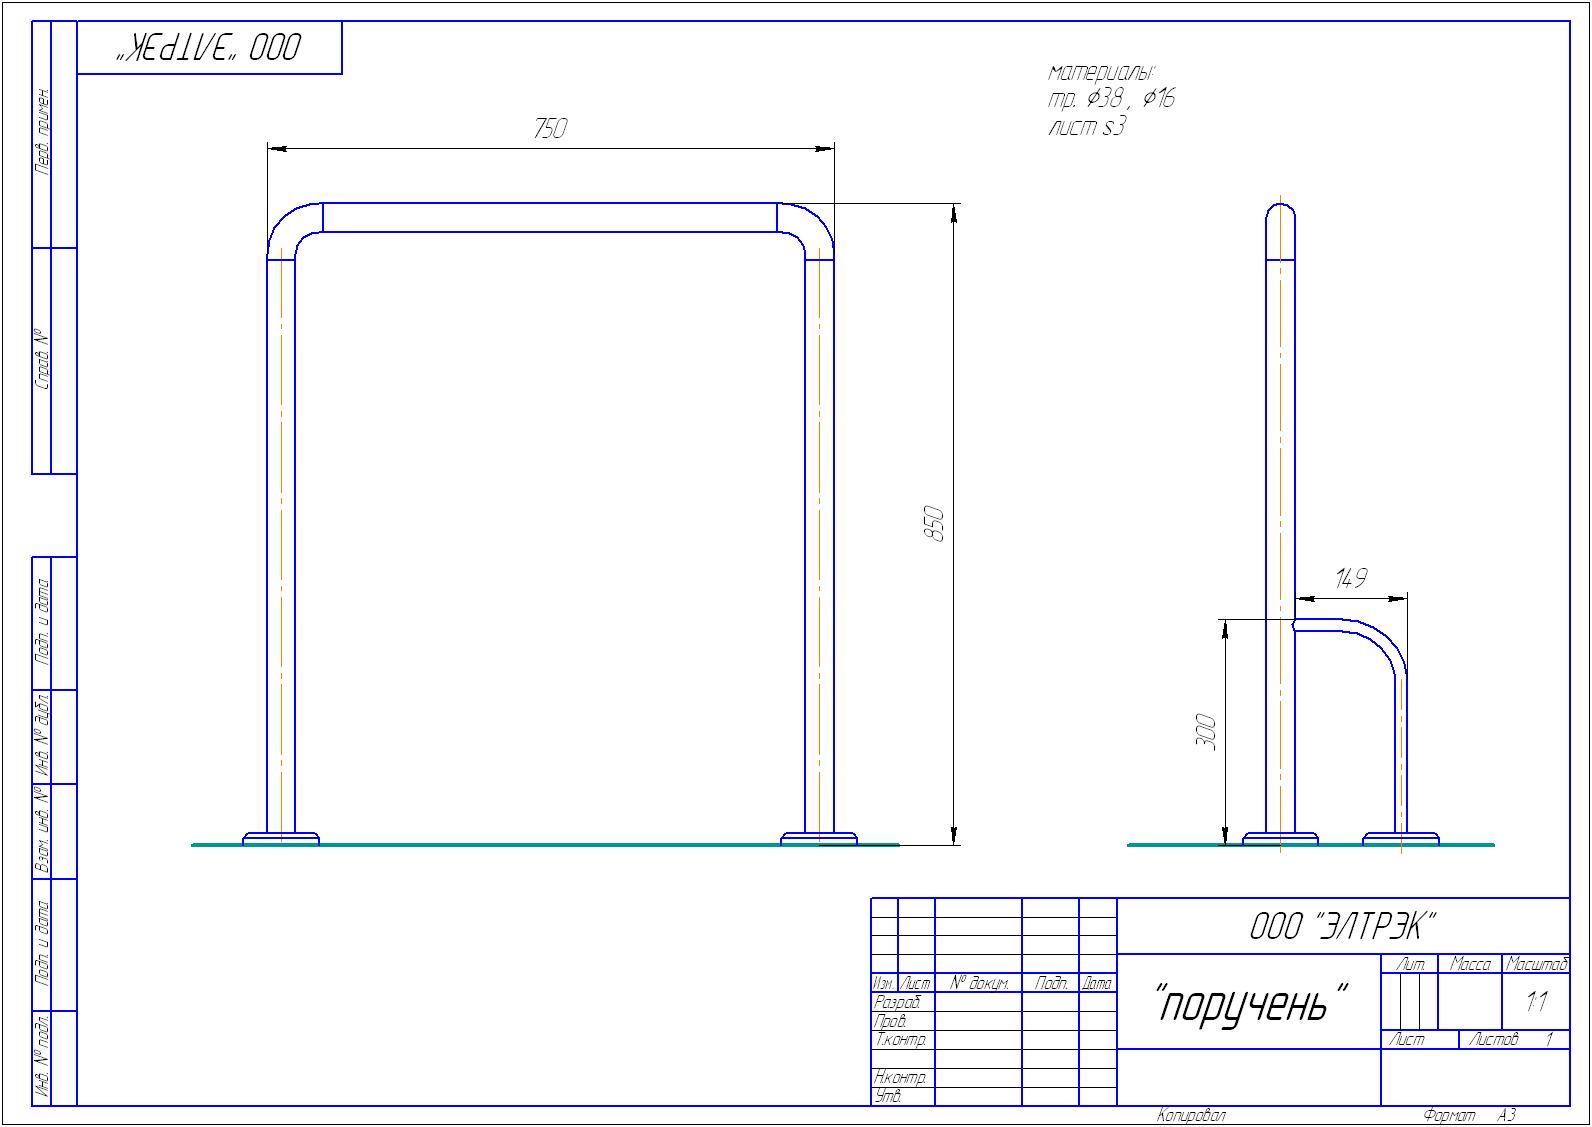 ООО "ЭЛТРЭК"
материалы:
тр. ϕ38 , ϕ16
лист s3
750
850
149
300
Перв. примен.
Справ. №
Подп. и дата
Инв. № дубл.
Взам. инв. №
Подп. и дата
Инв. № подл.
ООО "ЭЛТРЭК"
Лит. Масса Масштаб
Изм. Лист № докум. Подп. Дата
Разраб.
Пров.
Т.контр.
Н.контр.
Утв.
"поручень"
1:1
Лист Листов 1
Копировал Формат А3